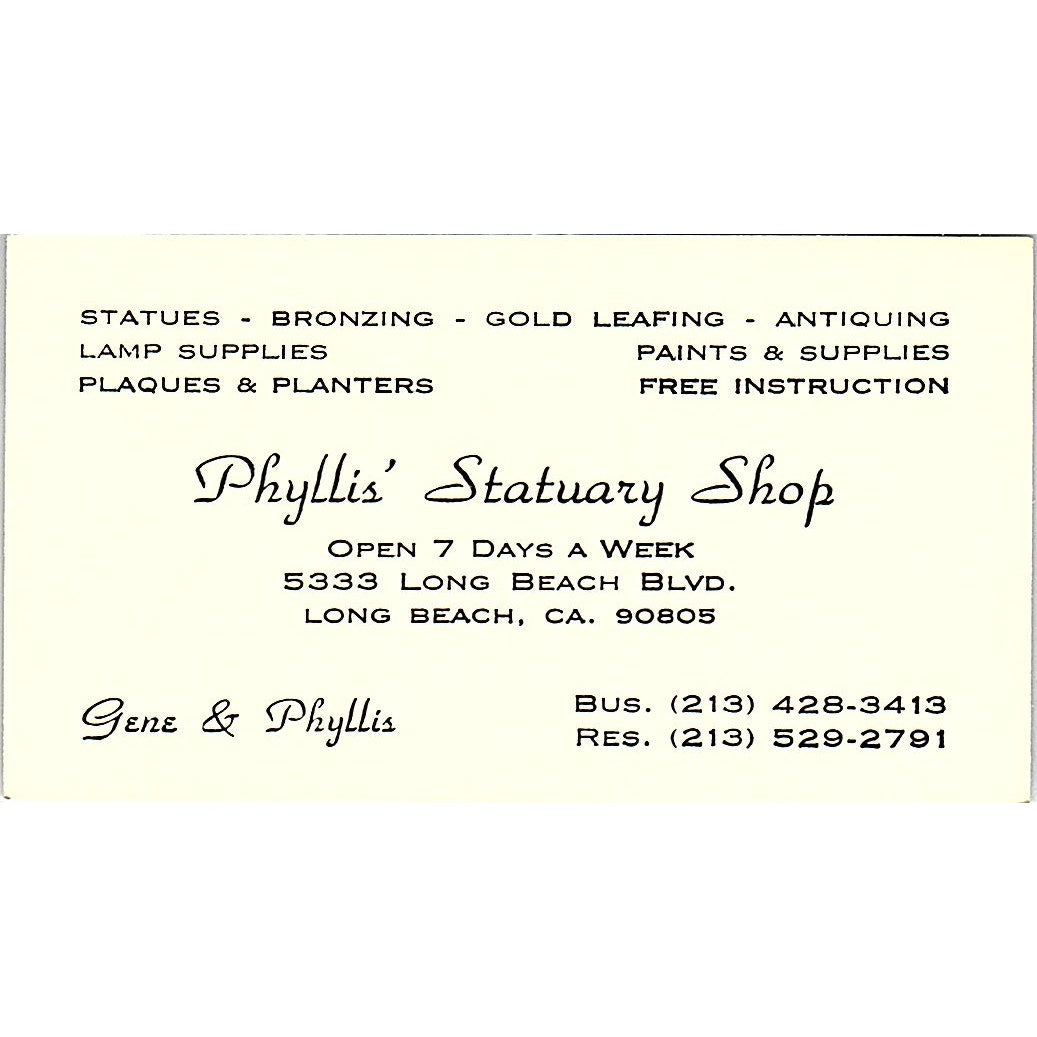 STATUES - BRONZING - GOLD LEAFING - ANTIQUING
LAMP SUPPLIES PAINTS & SUPPLIES
PLAQUES & PLANTERS FREE INSTRUCTION
Phyllis' Statuary Shop
OPEN 7 DAYS A WEEK
5333 LONG BEACH BLVD.
LONG BEACH, CA. 90805
Gene & Phyllis BUS. (213) 428-3413
RES. (213) 529-2791